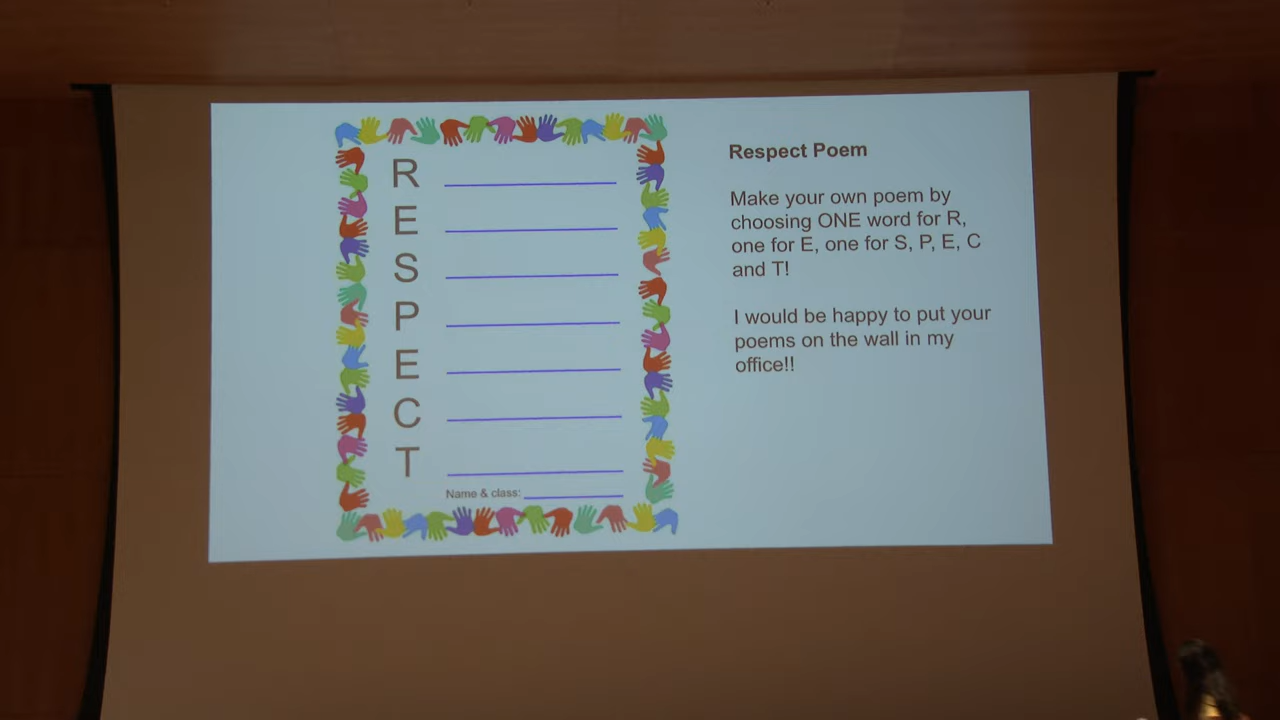 R
E
S
P
E
C
T
Name & class:
Respect Poem
Make your own poem by
choosing ONE word for R,
one for E, one for S, P, E, C
and T!
I would be happy to put your
poems on the wall in my
office!!